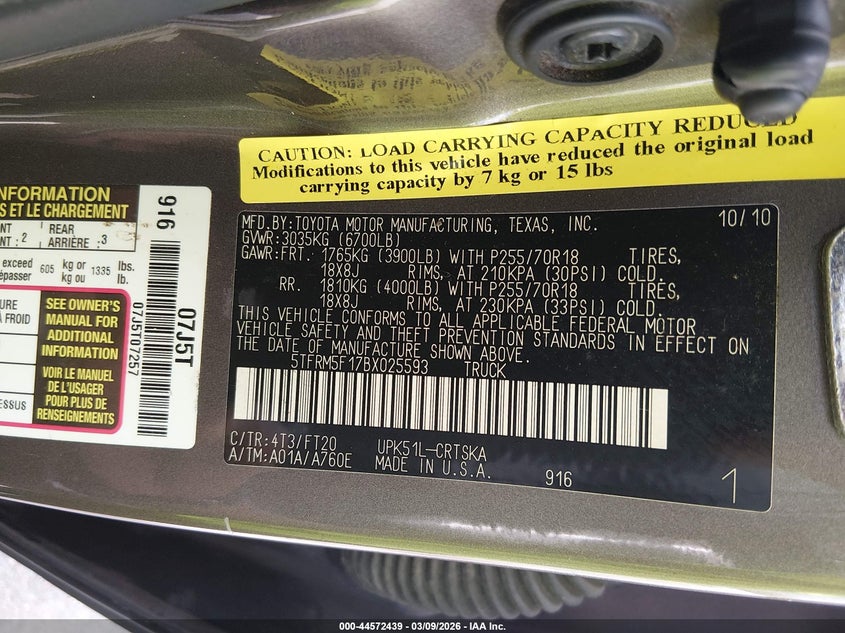 CAUTION: LOAD CARRYING CAPACITY REDUCED
Modifications to this vehicle have reduced the original load
carrying capacity by 7 kg or 15 lbs
INFORMATION
S ET LE CHARGEMENT
2
REAR
ARRIÈRE : 3
exceed
605 kg or
kg ou 1335 lbs.
lb.
À FROID
SEE OWNER'S
MANUAL FOR
ADDITIONAL
INFORMATION
VOIR LE MANUEL
DE L'USAGER
POUR PLUS DE
RENSEIGNEMENTS
916
07J5T
07J5T07257
MFD.BY:TOYOTA MOTOR MANUFACTURING, TEXAS, INC. 10/10
GVWR:3035KG (6700LB)
GAWR:FRT. 1765KG (3900LB) WITH P255/70R18 TIRES,
18X8J RIMS, AT 210KPA (30PSI) COLD.
RR. 1810KG (4000LB) WITH P255/70R18 TIRES,
18X8J RIMS, AT 230KPA (33PSI) COLD.
THIS VEHICLE CONFORMS TO ALL APPLICABLE FEDERAL MOTOR
VEHICLE SAFETY AND THEFT PREVENTION STANDARDS IN EFFECT ON
THE DATE OF MANUFACTURE SHOWN ABOVE.
5TFRM5F17BX025593 TRUCK
C/TR:4T3/FT20 UPK51L-CRTSKA
A/TM:A01A/A760E MADE IN U.S.A. 916 1
000-44572439 - 03/09/2026 - IAA Inc.